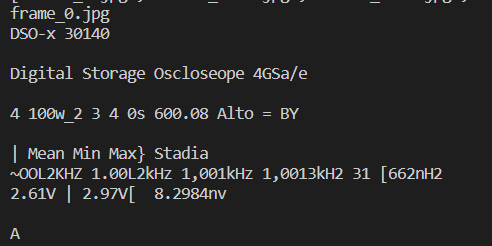 frame_0.jpg
DSO-x 30140
Digital Storage Oscloseope 4GSa/e
4 100w_2 3 4 0s 600.08 Alto = BY
| Mean Min Max} Stadia
~OOL2KHZ 1.00L2kHz 1,001kHz 1,0013kH2 31 [662nH2
2.61V | 2.97V[  8.2984nv
A